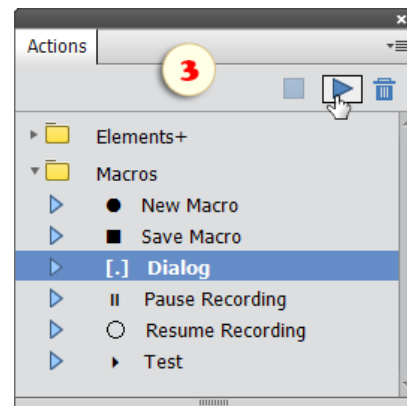 Actions
3
Elements+
Macros
New Macro
Save Macro
[.] Dialog
Pause Recording
Resume Recording
Test